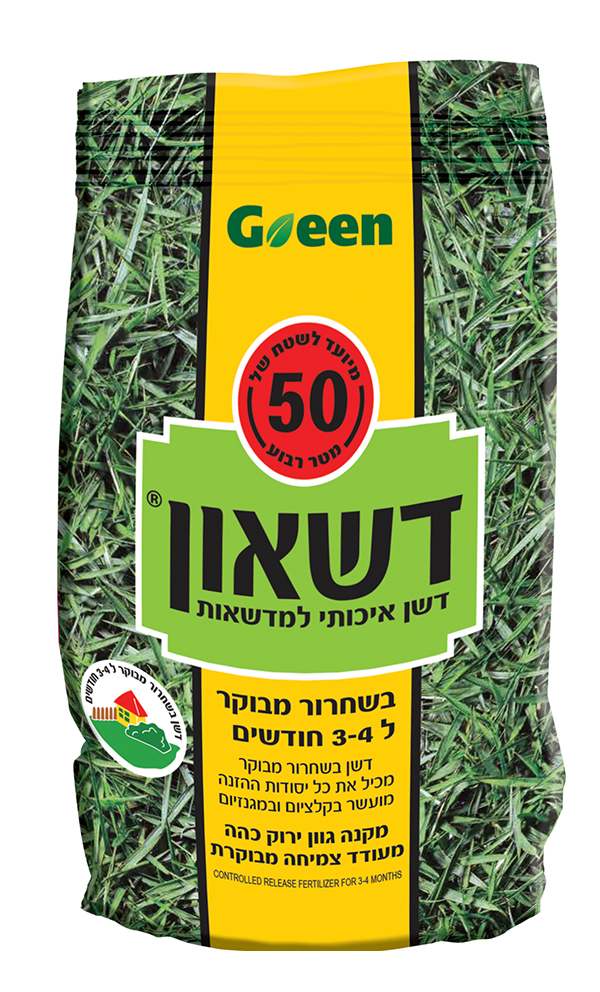 Green
מיועד לשטח של
50
מטר רבוע
דשאון®
דשן איכותי למדשאות
דשן בשחרור מבוקר ל 3-4 חודשים
בשחרור מבוקר
ל 3-4 חודשים
דשן בשחרור מבוקר
מכיל את כל יסודות ההזנה
מועשר בקלציום ובמגנזיום
מקנה גוון ירוק כהה
מעודד צמיחה מבוקרת
CONTROLLED RELEASE FERTILIZER FOR 3-4 MONTHS